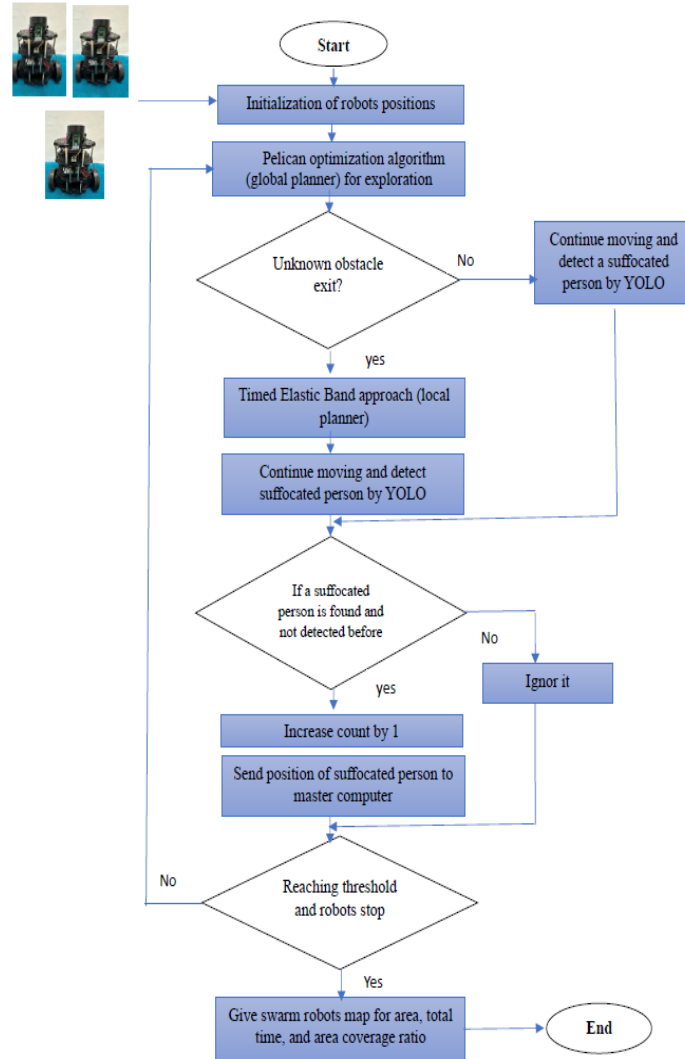 Start
Initialization of robots positions
Pelican optimization algorithm
(global planner) for exploration
Unknown obstacle
exit?
No
Continue moving and
detect a suffocated
person by YOLO
yes
Timed Elastic Band approach (local
planner)
Continue moving and detect
suffocated person by YOLO
If a suffocated
person is found and
not detected before
No
Ignor it
yes
Increase count by 1
Send position of suffocated person to
master computer
No
Reaching threshold
and robots stop
Yes
Give swarm robots map for area, total
time, and area coverage ratio
End